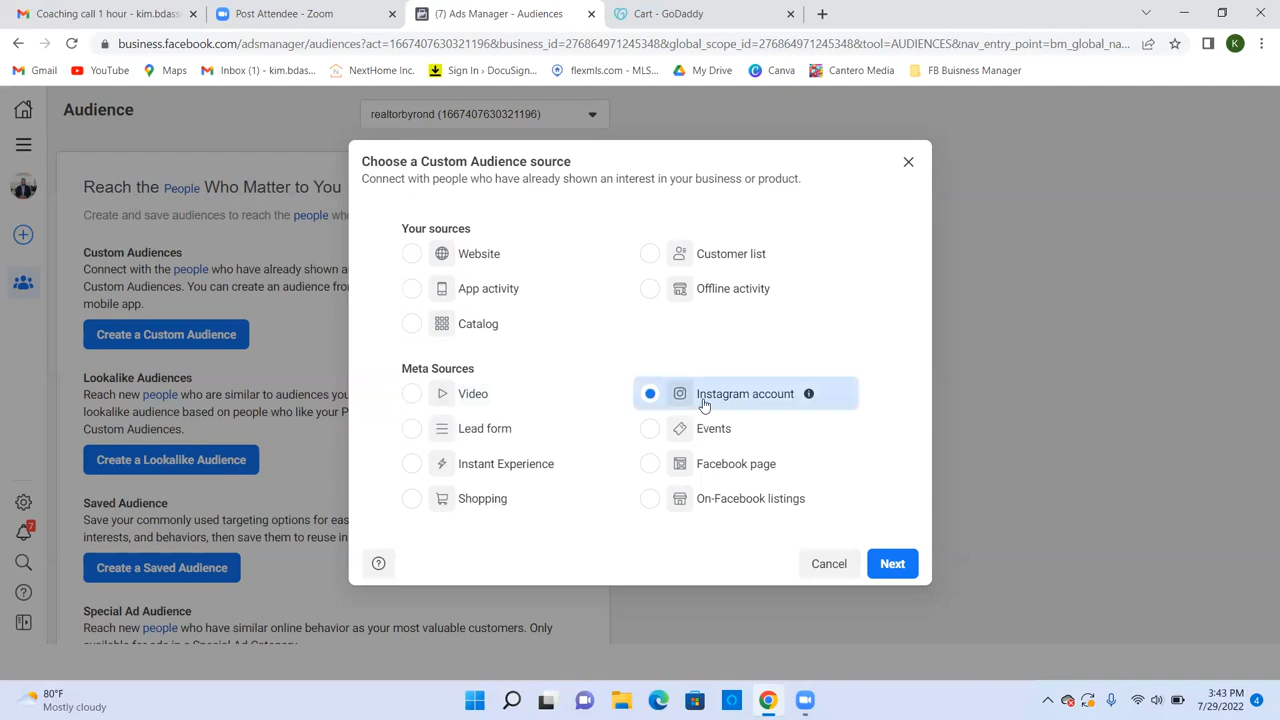 Coaching call 1 hour - kim.bdass
Post Attendee - Zoom
(7) Ads Manager - Audiences
Cart - GoDaddy
business.facebook.com/adsmanager/audiences?act=1667407630321196&business_id=276864971245348&global_scope_id=276864971245348&tool=AUDIENCES&nav_entry_point=bm_global_na...
K
Gmail
YouTube
Maps
Inbox (1) - kim.bdas...
NextHome Inc.
Sign In › DocuSign...
flexmls.com - MLS...
My Drive
Canva
Cantero Media
FB Buisness Manager
Audience
realtorbyrond (1667407630321196)
Reach the People Who Matter to You
Create and save audiences to reach the people who
Custom Audiences
Connect with the people who have already shown a
Custom Audiences. You can create an audience from
mobile app.
Create a Custom Audience
Lookalike Audiences
Reach new people who are similar to audiences you
lookalike audience based on people who like your P
Custom Audiences.
Create a Lookalike Audience
Saved Audience
Save your commonly used targeting options for eas
interests, and behaviors, then save them to reuse in
Create a Saved Audience
Special Ad Audience
Reach new people who have similar online behavior as your most valuable customers. Only
7
Choose a Custom Audience source
Connect with people who have already shown an interest in your business or product.
Your sources
Website
Customer list
App activity
Offline activity
Catalog
Meta Sources
Video
Instagram account
Lead form
Events
Instant Experience
Facebook page
Shopping
On-Facebook listings
Cancel
Next
80°F
Mostly cloudy
3:43 PM
7/29/2022
4